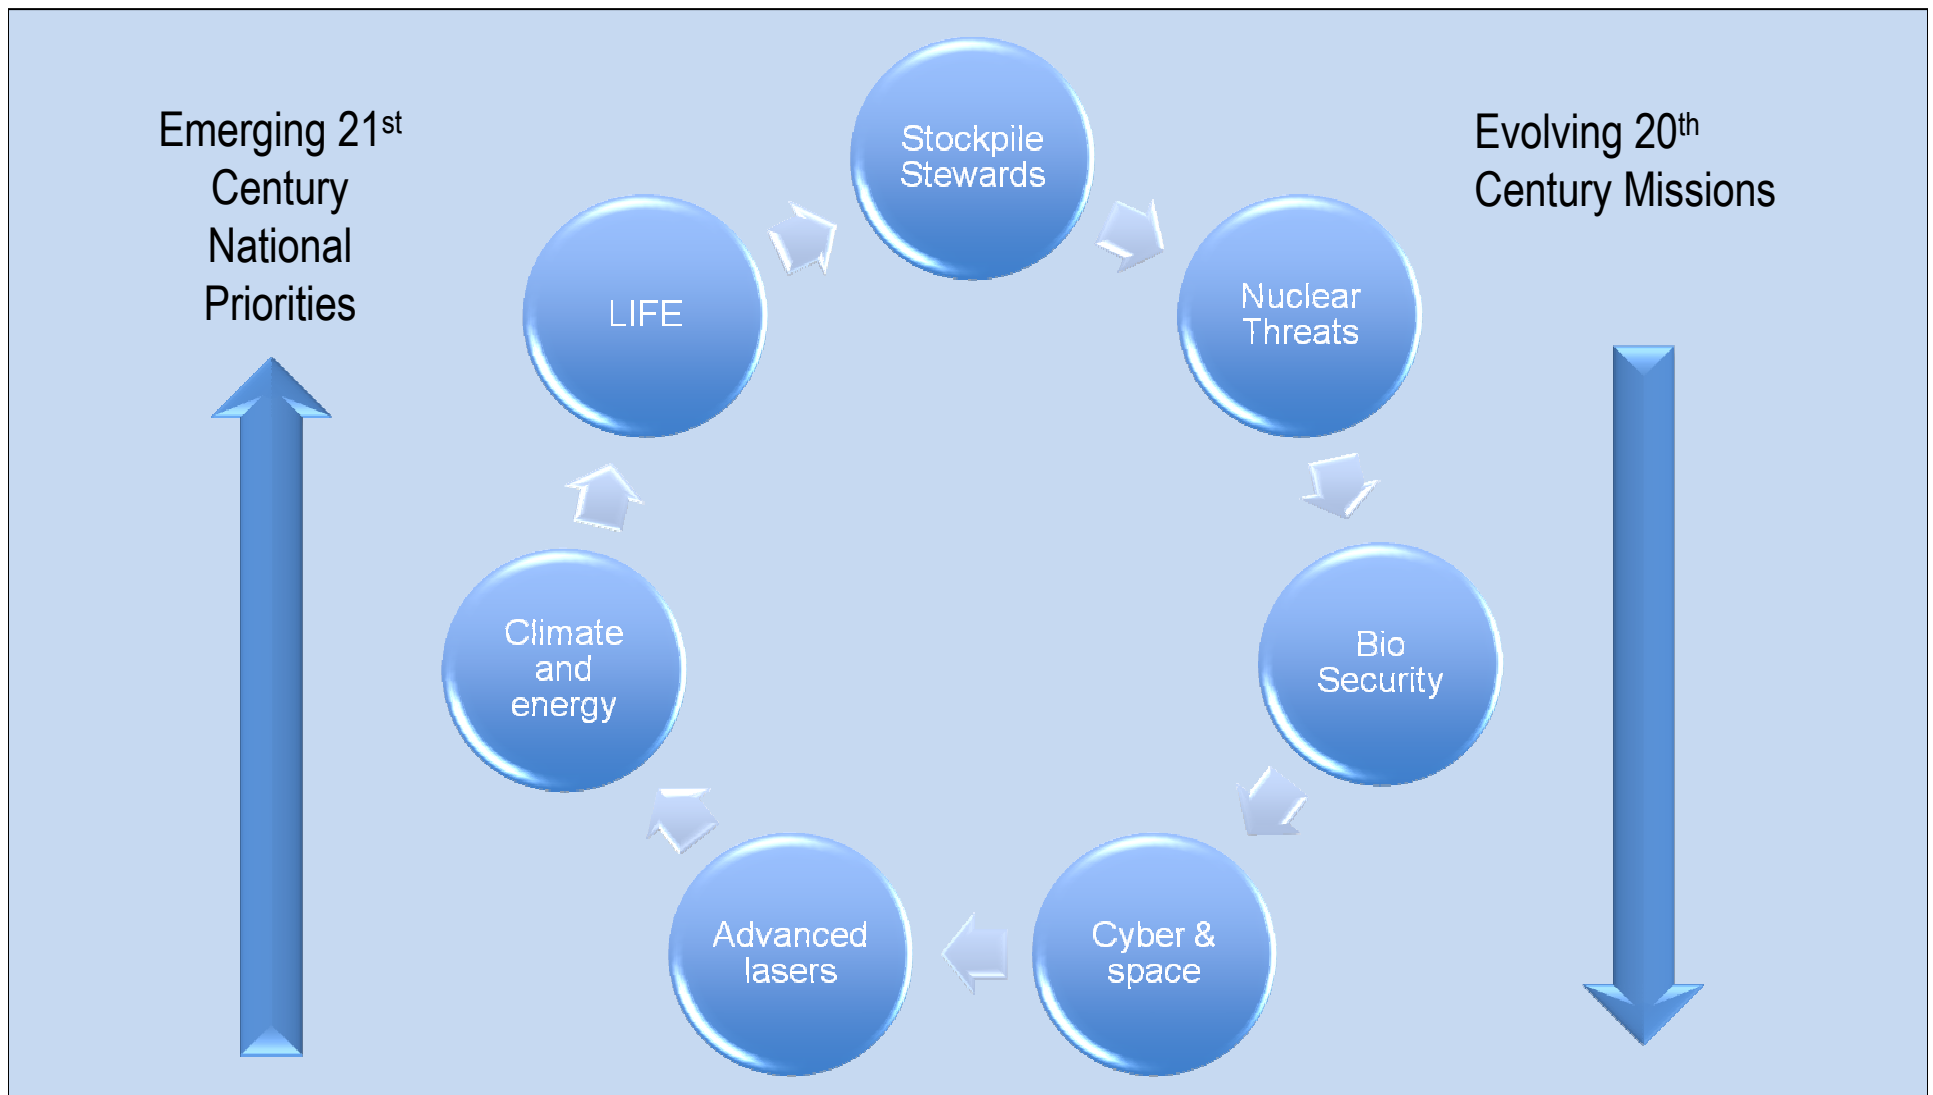 Emerging 21st
Century
National
Priorities
Evolving 20th
Century Missions
Stockpile
Stewards
Nuclear
Threats
Bio
Security
Cyber &
space
Advanced
lasers
Climate
and
energy
LIFE